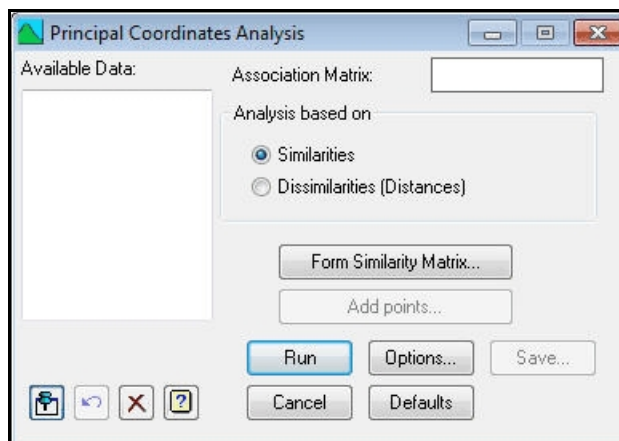 Principal Coordinates Analysis
Available Data:
Association Matrix:
Analysis based on
Similarities
Dissimilarities (Distances)
Form Similarity Matrix...
Add points...
Run
Options...
Save...
Cancel
Defaults
?